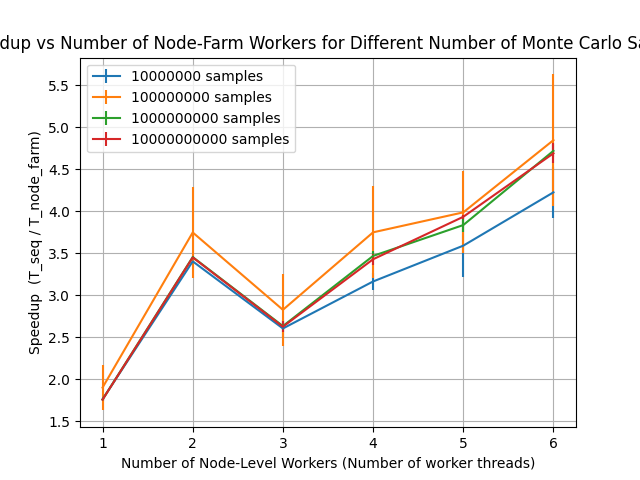 dup vs Number of Node-Farm Workers for Different Number of Monte Carlo Sa
10000000 samples
100000000 samples
1000000000 samples
10000000000 samples
5.5
5.0
4.5
4.0
3.5
3.0
2.5
2.0
1.5
Speedup (T_seq / T_node_farm)
1 2 3 4 5 6
Number of Node-Level Workers (Number of worker threads)